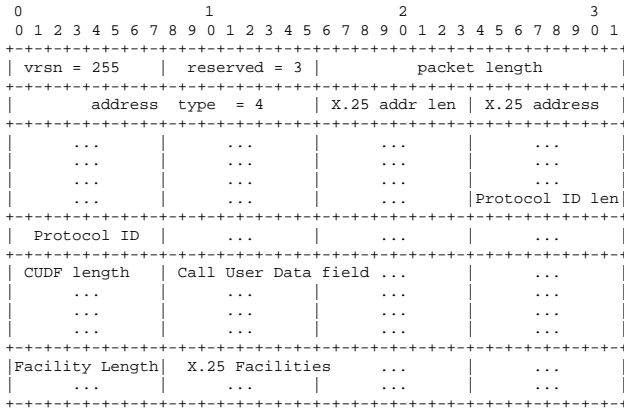 0                   1                   2                   3
 0 1 2 3 4 5 6 7 8 9 0 1 2 3 4 5 6 7 8 9 0 1 2 3 4 5 6 7 8 9 0 1
+-+-+-+-+-+-+-+-+-+-+-+-+-+-+-+-+-+-+-+-+-+-+-+-+-+-+-+-+-+-+-+-+
| vrsn = 255    |  reserved = 3 |         packet length         |
+-+-+-+-+-+-+-+-+-+-+-+-+-+-+-+-+-+-+-+-+-+-+-+-+-+-+-+-+-+-+-+-+
|       address  type  = 4      | X.25 addr len | X.25 address  |
+-+-+-+-+-+-+-+-+-+-+-+-+-+-+-+-+-+-+-+-+-+-+-+-+-+-+-+-+-+-+-+-+
|      ...      |      ...      |      ...      |      ...      |
|      ...      |      ...      |      ...      |      ...      |
|      ...      |      ...      |      ...      |      ...      |
|      ...      |      ...      |      ...      |Protocol ID len|
+-+-+-+-+-+-+-+-+-+-+-+-+-+-+-+-+-+-+-+-+-+-+-+-+-+-+-+-+-+-+-+-+
|  Protocol ID  |      ...      |      ...      |      ...      |
+-+-+-+-+-+-+-+-+-+-+-+-+-+-+-+-+-+-+-+-+-+-+-+-+-+-+-+-+-+-+-+-+
| CUDF length   | Call User Data field ...      |      ...      |
|      ...      |      ...      |      ...      |      ...      |
|      ...      |      ...      |      ...      |      ...      |
|      ...      |      ...      |      ...      |      ...      |
+-+-+-+-+-+-+-+-+-+-+-+-+-+-+-+-+-+-+-+-+-+-+-+-+-+-+-+-+-+-+-+-+
|Facility Length|  X.25 Facilities     ...      |      ...      |
|      ...      |      ...      |      ...      |      ...      |
+-+-+-+-+-+-+-+-+-+-+-+-+-+-+-+-+-+-+-+-+-+-+-+-+-+-+-+-+-+-+-+-+